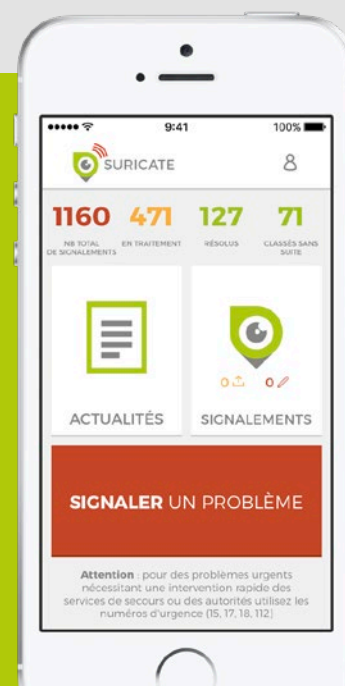 9:41 100%
SURICATE
1160 471 127 71
NB TOTAL EN TRAITEMENT RÉSOLUS CLASSÉS SANS
DE SIGNALEMENTS SUITE
0 0
ACTUALITÉS SIGNALEMENTS
SIGNALER UN PROBLÈME
Attention : pour des problèmes urgents
nécessitant une intervention rapide des
services de secours ou des autorités utilisez les
numéros d'urgence (15, 17, 18, 112)